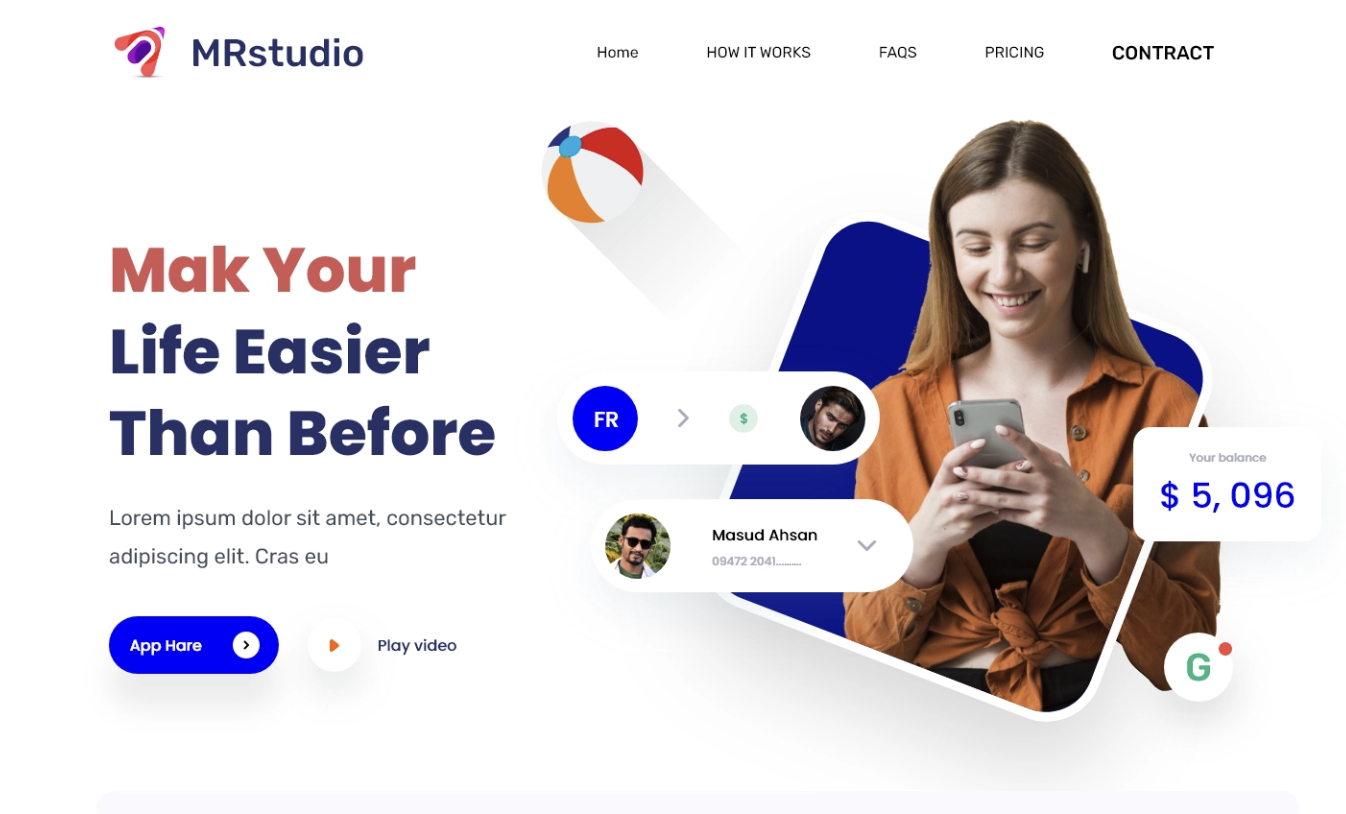 MRstudio
Home
HOW IT WORKS
FAQS
PRICING
CONTRACT
Mak Your
Life Easier
Than Before
Lorem ipsum dolor sit amet, consectetur
adipiscing elit. Cras eu
App Hare
Play video
FR
$
Masud Ahsan
09472 2041..........
Your balance
$ 5, 096
G